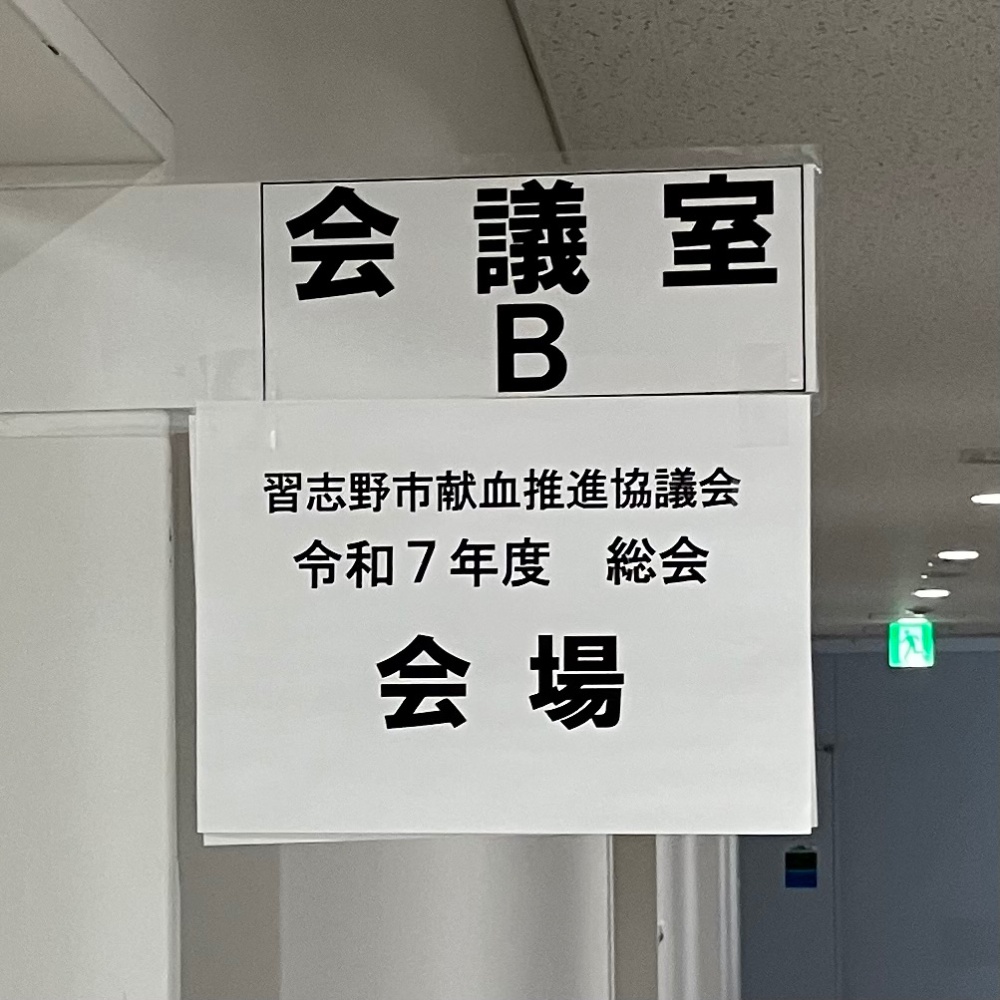 会議室
B
習志野市献血推進協議会
令和７年度　総会
会場